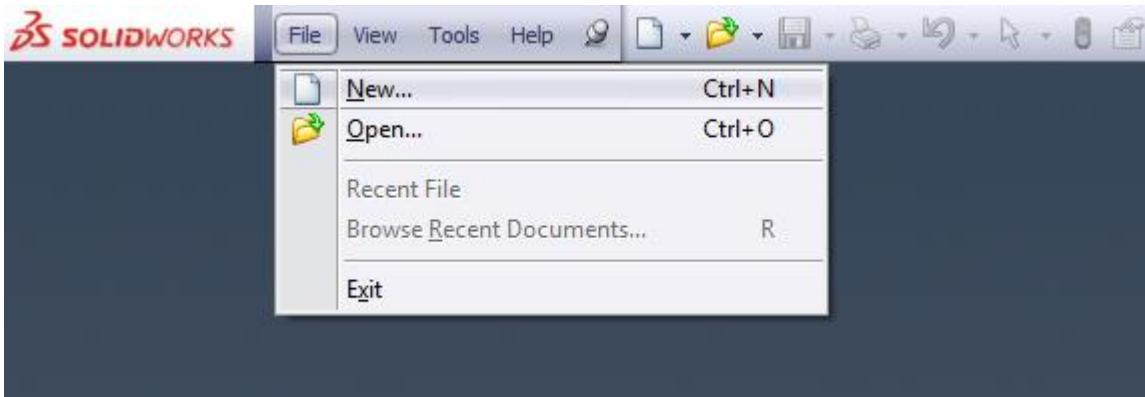 SOLIDWORKS File View Tools Help
New... Ctrl+N
Open... Ctrl+O
Recent File
Browse Recent Documents... R
Exit